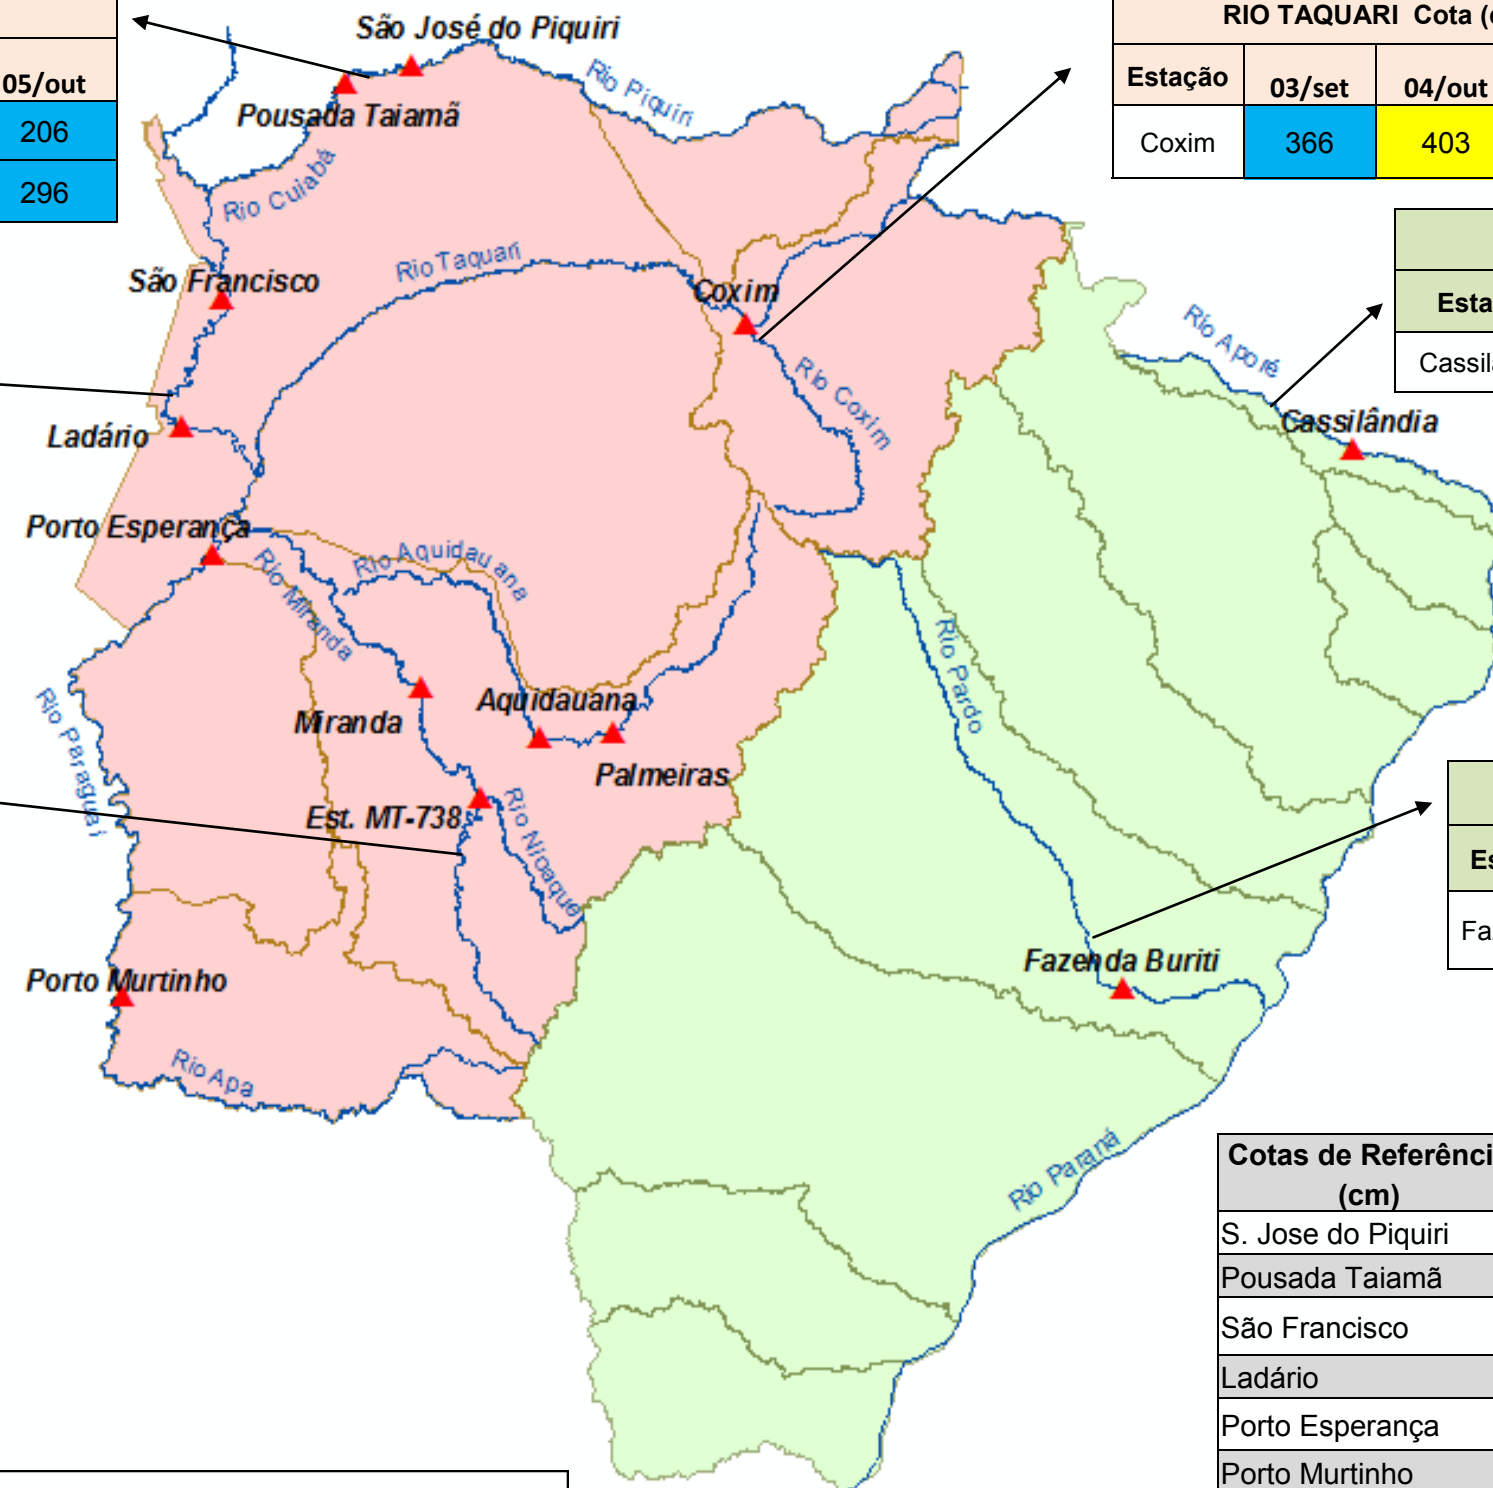 05/out
206
296
São José do Piquiri
Pousada Taiamã
Rio Piquiri
RIO TAQUARI Cota (
Estação 03/set 04/out
Coxim 366 403
Rio Cuiabá
São Francisco
Rio Taquari
Coxim
Esta
Cassil
Rio Aporé
Cassilândia
Rio Coxim
Ladário
Porto Esperança
Rio Miranda
Rio Aquidauana
Rio Pardo
Rio Paraguai
Miranda
Aquidauana
Palmeiras
Est. MT-738
Rio Nioaque
Es
Fa
Fazenda Buriti
Porto Murtinho
Rio Apa
Rio Paraná
Cotas de Referênci
(cm)
S. Jose do Piquiri
Pousada Taiamã
São Francisco
Ladário
Porto Esperança
Porto Murtinho